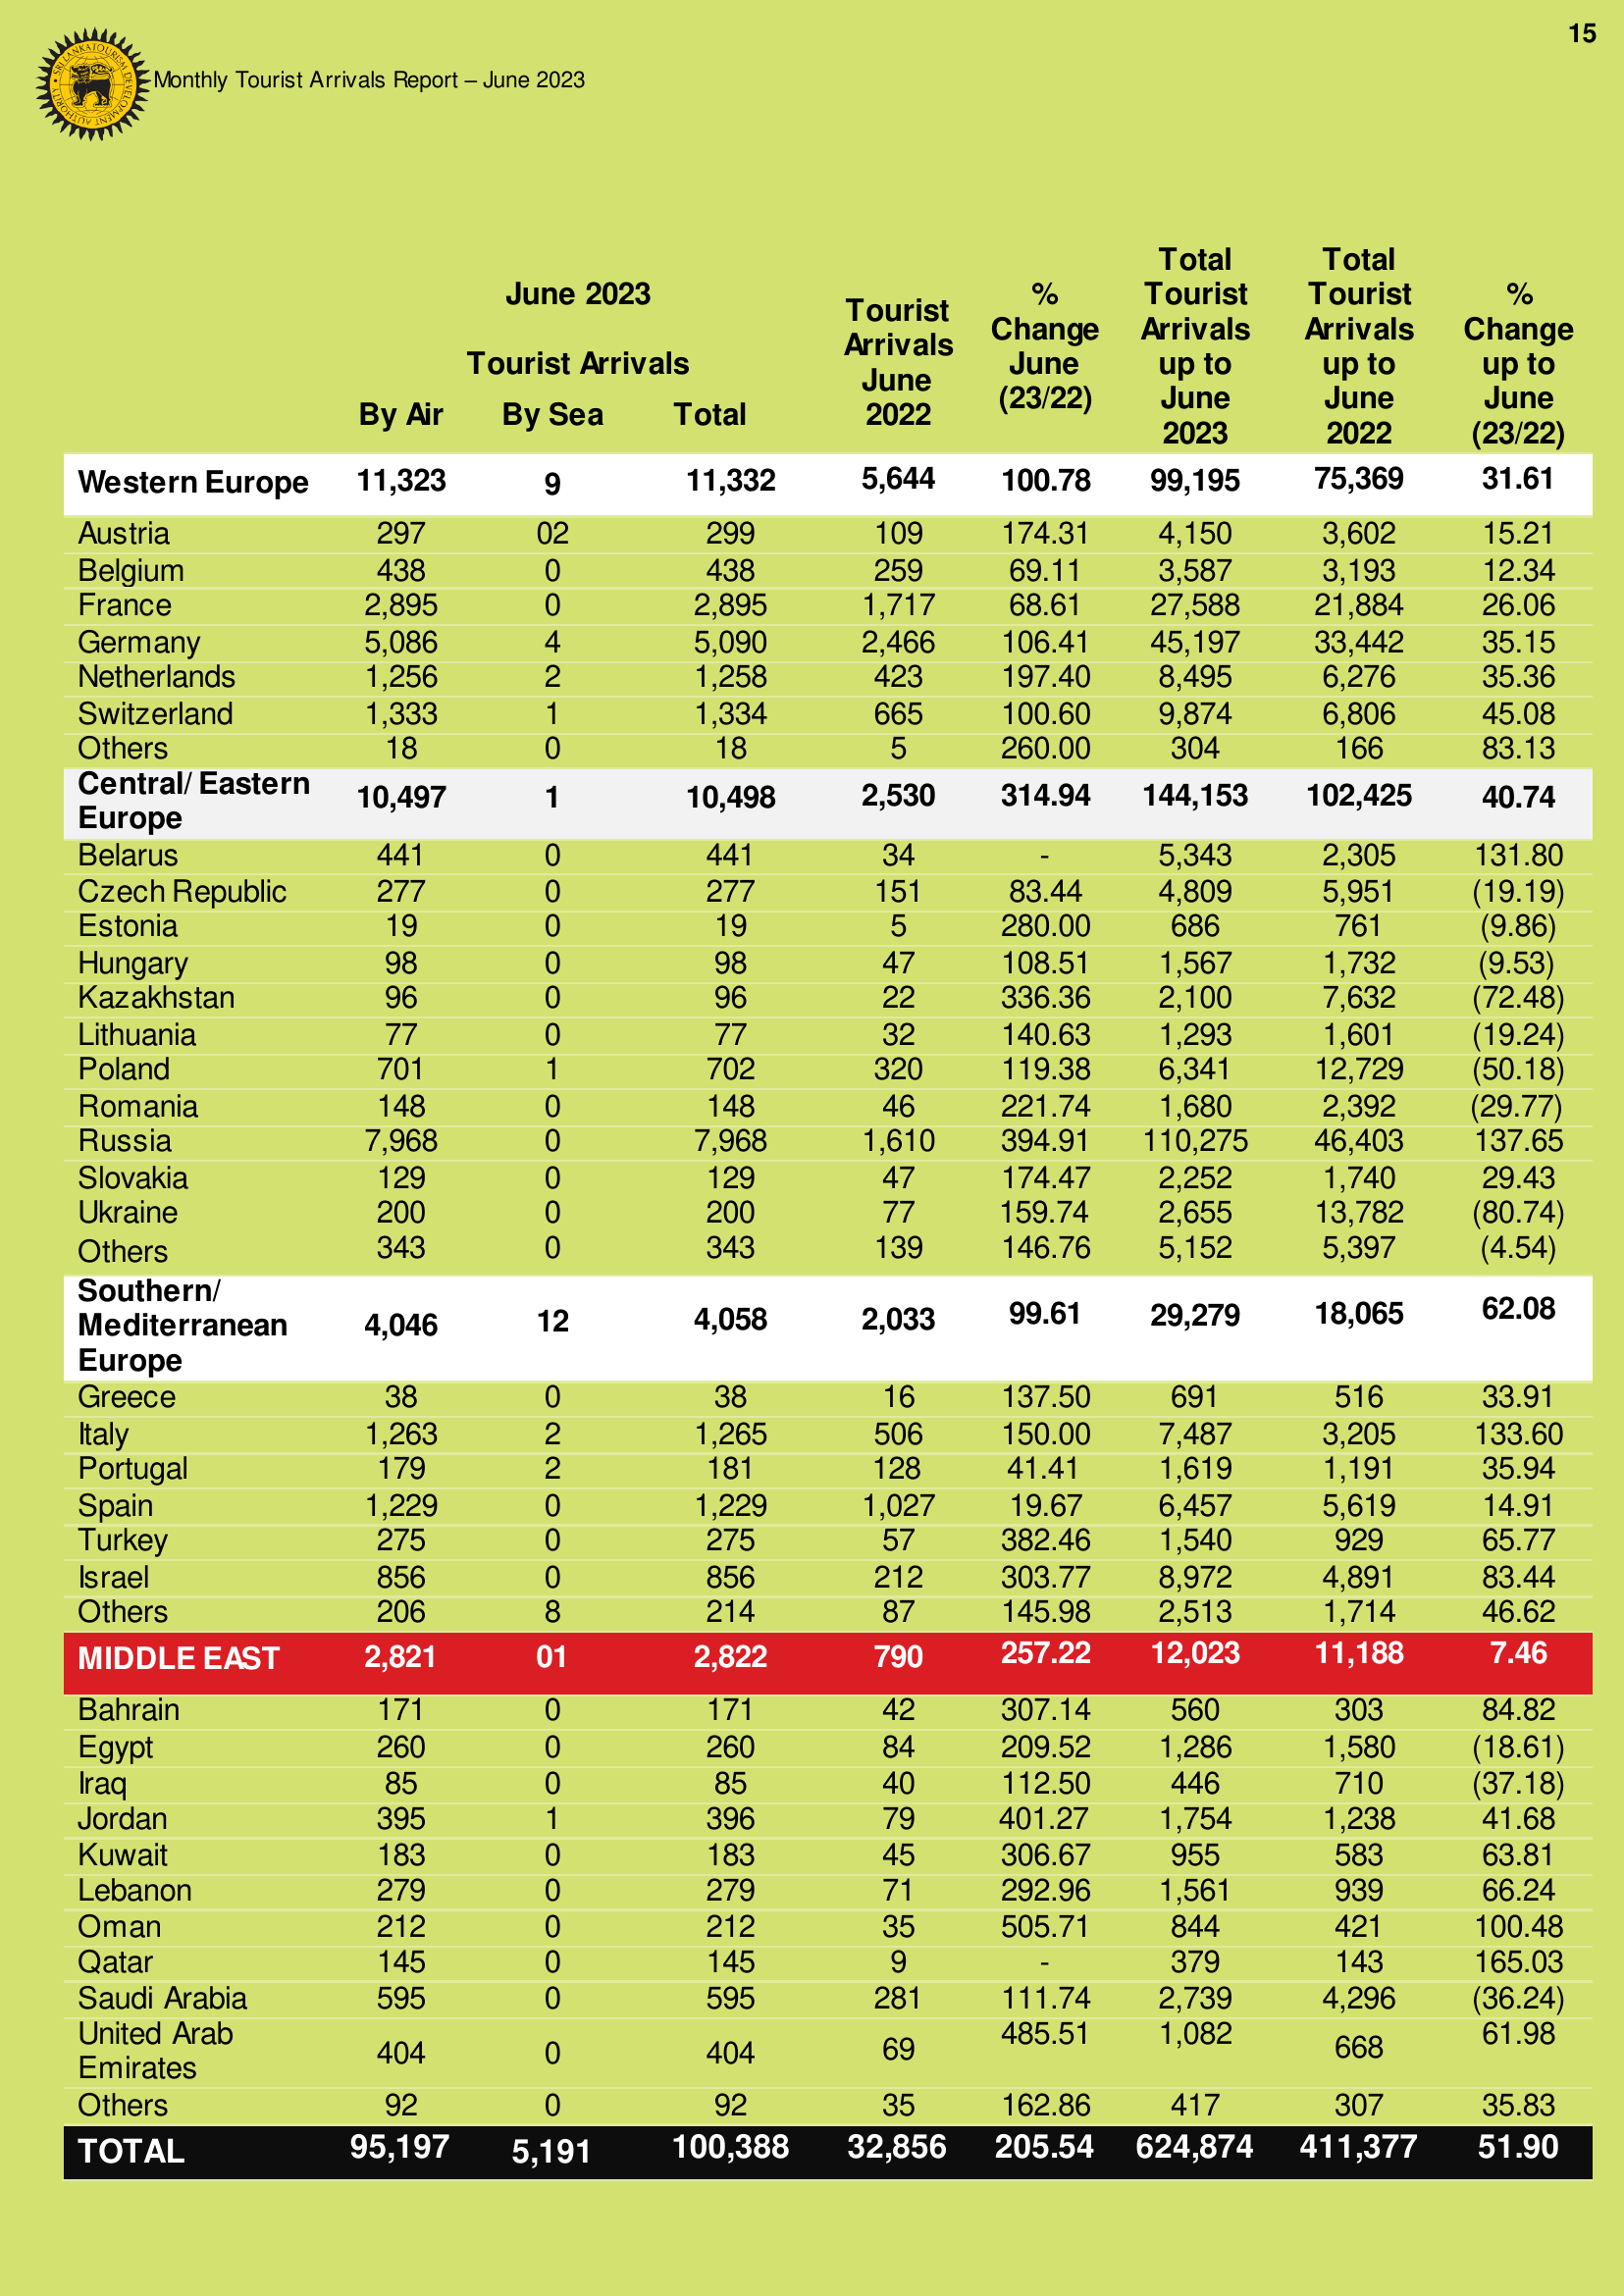 15
SRI LANKA TOURISM DEVELOPMENT AUTHORITY
Monthly Tourist Arrivals Report – June 2023
June 2023
Tourist Arrivals
By Air By Sea Total
Tourist Arrivals June 2022
% Change June (23/22)
Total Tourist Arrivals up to June 2023
Total Tourist Arrivals up to June 2022
% Change up to June (23/22)
Western Europe 11,323 9 11,332 5,644 100.78 99,195 75,369 31.61
Austria 297 02 299 109 174.31 4,150 3,602 15.21
Belgium 438 0 438 259 69.11 3,587 3,193 12.34
France 2,895 0 2,895 1,717 68.61 27,588 21,884 26.06
Germany 5,086 4 5,090 2,466 106.41 45,197 33,442 35.15
Netherlands 1,256 2 1,258 423 197.40 8,495 6,276 35.36
Switzerland 1,333 1 1,334 665 100.60 9,874 6,806 45.08
Others 18 0 18 5 260.00 304 166 83.13
Central/ Eastern Europe 10,497 1 10,498 2,530 314.94 144,153 102,425 40.74
Belarus 441 0 441 34 - 5,343 2,305 131.80
Czech Republic 277 0 277 151 83.44 4,809 5,951 (19.19)
Estonia 19 0 19 5 280.00 686 761 (9.86)
Hungary 98 0 98 47 108.51 1,567 1,732 (9.53)
Kazakhstan 96 0 96 22 336.36 2,100 7,632 (72.48)
Lithuania 77 0 77 32 140.63 1,293 1,601 (19.24)
Poland 701 1 702 320 119.38 6,341 12,729 (50.18)
Romania 148 0 148 46 221.74 1,680 2,392 (29.77)
Russia 7,968 0 7,968 1,610 394.91 110,275 46,403 137.65
Slovakia 129 0 129 47 174.47 2,252 1,740 29.43
Ukraine 200 0 200 77 159.74 2,655 13,782 (80.74)
Others 343 0 343 139 146.76 5,152 5,397 (4.54)
Southern/ Mediterranean Europe 4,046 12 4,058 2,033 99.61 29,279 18,065 62.08
Greece 38 0 38 16 137.50 691 516 33.91
Italy 1,263 2 1,265 506 150.00 7,487 3,205 133.60
Portugal 179 2 181 128 41.41 1,619 1,191 35.94
Spain 1,229 0 1,229 1,027 19.67 6,457 5,619 14.91
Turkey 275 0 275 57 382.46 1,540 929 65.77
Israel 856 0 856 212 303.77 8,972 4,891 83.44
Others 206 8 214 87 145.98 2,513 1,714 46.62
MIDDLE EAST 2,821 01 2,822 790 257.22 12,023 11,188 7.46
Bahrain 171 0 171 42 307.14 560 303 84.82
Egypt 260 0 260 84 209.52 1,286 1,580 (18.61)
Iraq 85 0 85 40 112.50 446 710 (37.18)
Jordan 395 1 396 79 401.27 1,754 1,238 41.68
Kuwait 183 0 183 45 306.67 955 583 63.81
Lebanon 279 0 279 71 292.96 1,561 939 66.24
Oman 212 0 212 35 505.71 844 421 100.48
Qatar 145 0 145 9 - 379 143 165.03
Saudi Arabia 595 0 595 281 111.74 2,739 4,296 (36.24)
United Arab Emirates 404 0 404 69 485.51 1,082 668 61.98
Others 92 0 92 35 162.86 417 307 35.83
TOTAL 95,197 5,191 100,388 32,856 205.54 624,874 411,377 51.90